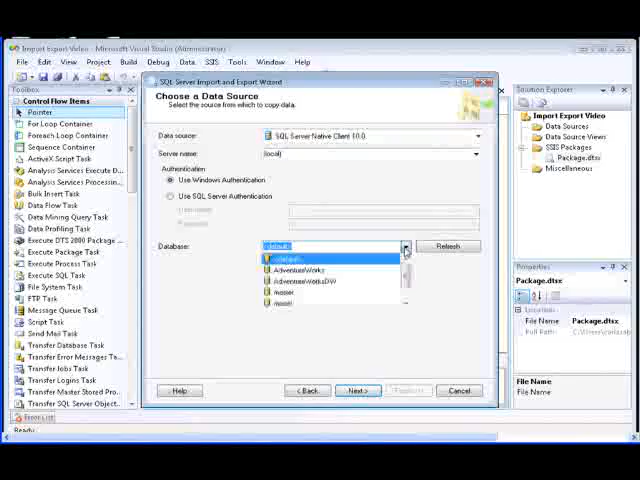 Import Export Video - Microsoft Visual Studio (Administrator)
File Edit View Project Build Debug Data SSIS Tools Window Help
Toolbox
Control Flow Items
Pointer
For Loop Container
Foreach Loop Container
Sequence Container
ActiveX Script Task
Analysis Services Execute D...
Analysis Services Processing...
Bulk Insert Task
Data Flow Task
Data Mining Query Task
Data Profiling Task
Execute DTS 2000 Package
Execute Package Task
Execute Process Task
Execute SQL Task
File System Task
FTP Task
Message Queue Task
Script Task
Send Mail Task
Transfer Database Task
Transfer Error Messages Ta...
Transfer Jobs Task
Transfer Logins Task
Transfer Master Stored Pro...
Transfer SQL Server Object...
Error List
Ready
SQL Server Import and Export Wizard
Choose a Data Source
Select the source from which to copy data.
Data source:
SQL Server Native Client 10.0
Server name:
(local)
Authentication
Use Windows Authentication
Use SQL Server Authentication
User name:
Password:
Database:
<default>
Refresh
<default>
AdventureWorks
AdventureWorksDW
master
model
Help
< Back
Next >
Cancel
Solution Explorer
Import Export Video
Data Sources
Data Source Views
SSIS Packages
Package.dtsx
Miscellaneous
Properties
Package.dtsx
File Name Package.dtsx
Full Path
File Name